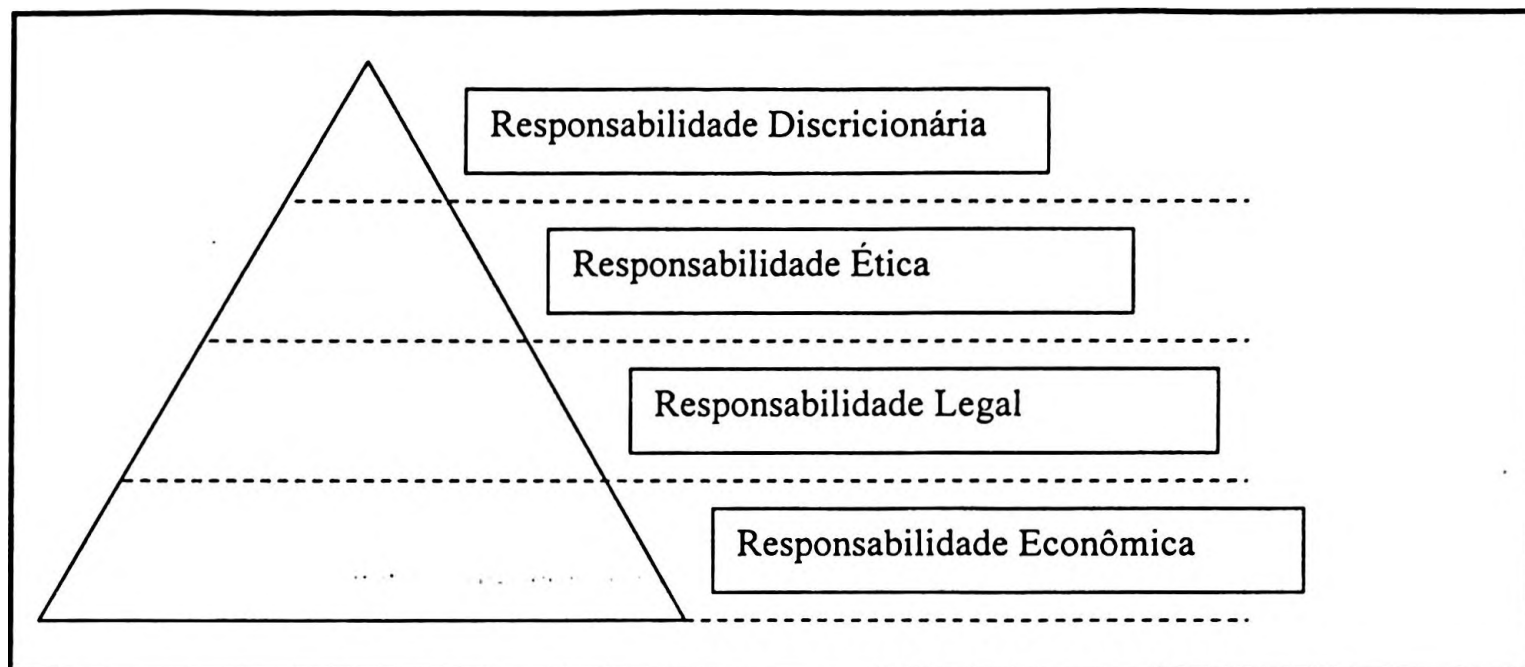 Responsabilidade Discricionária
Responsabilidade Ética
Responsabilidade Legal
Responsabilidade Econômica